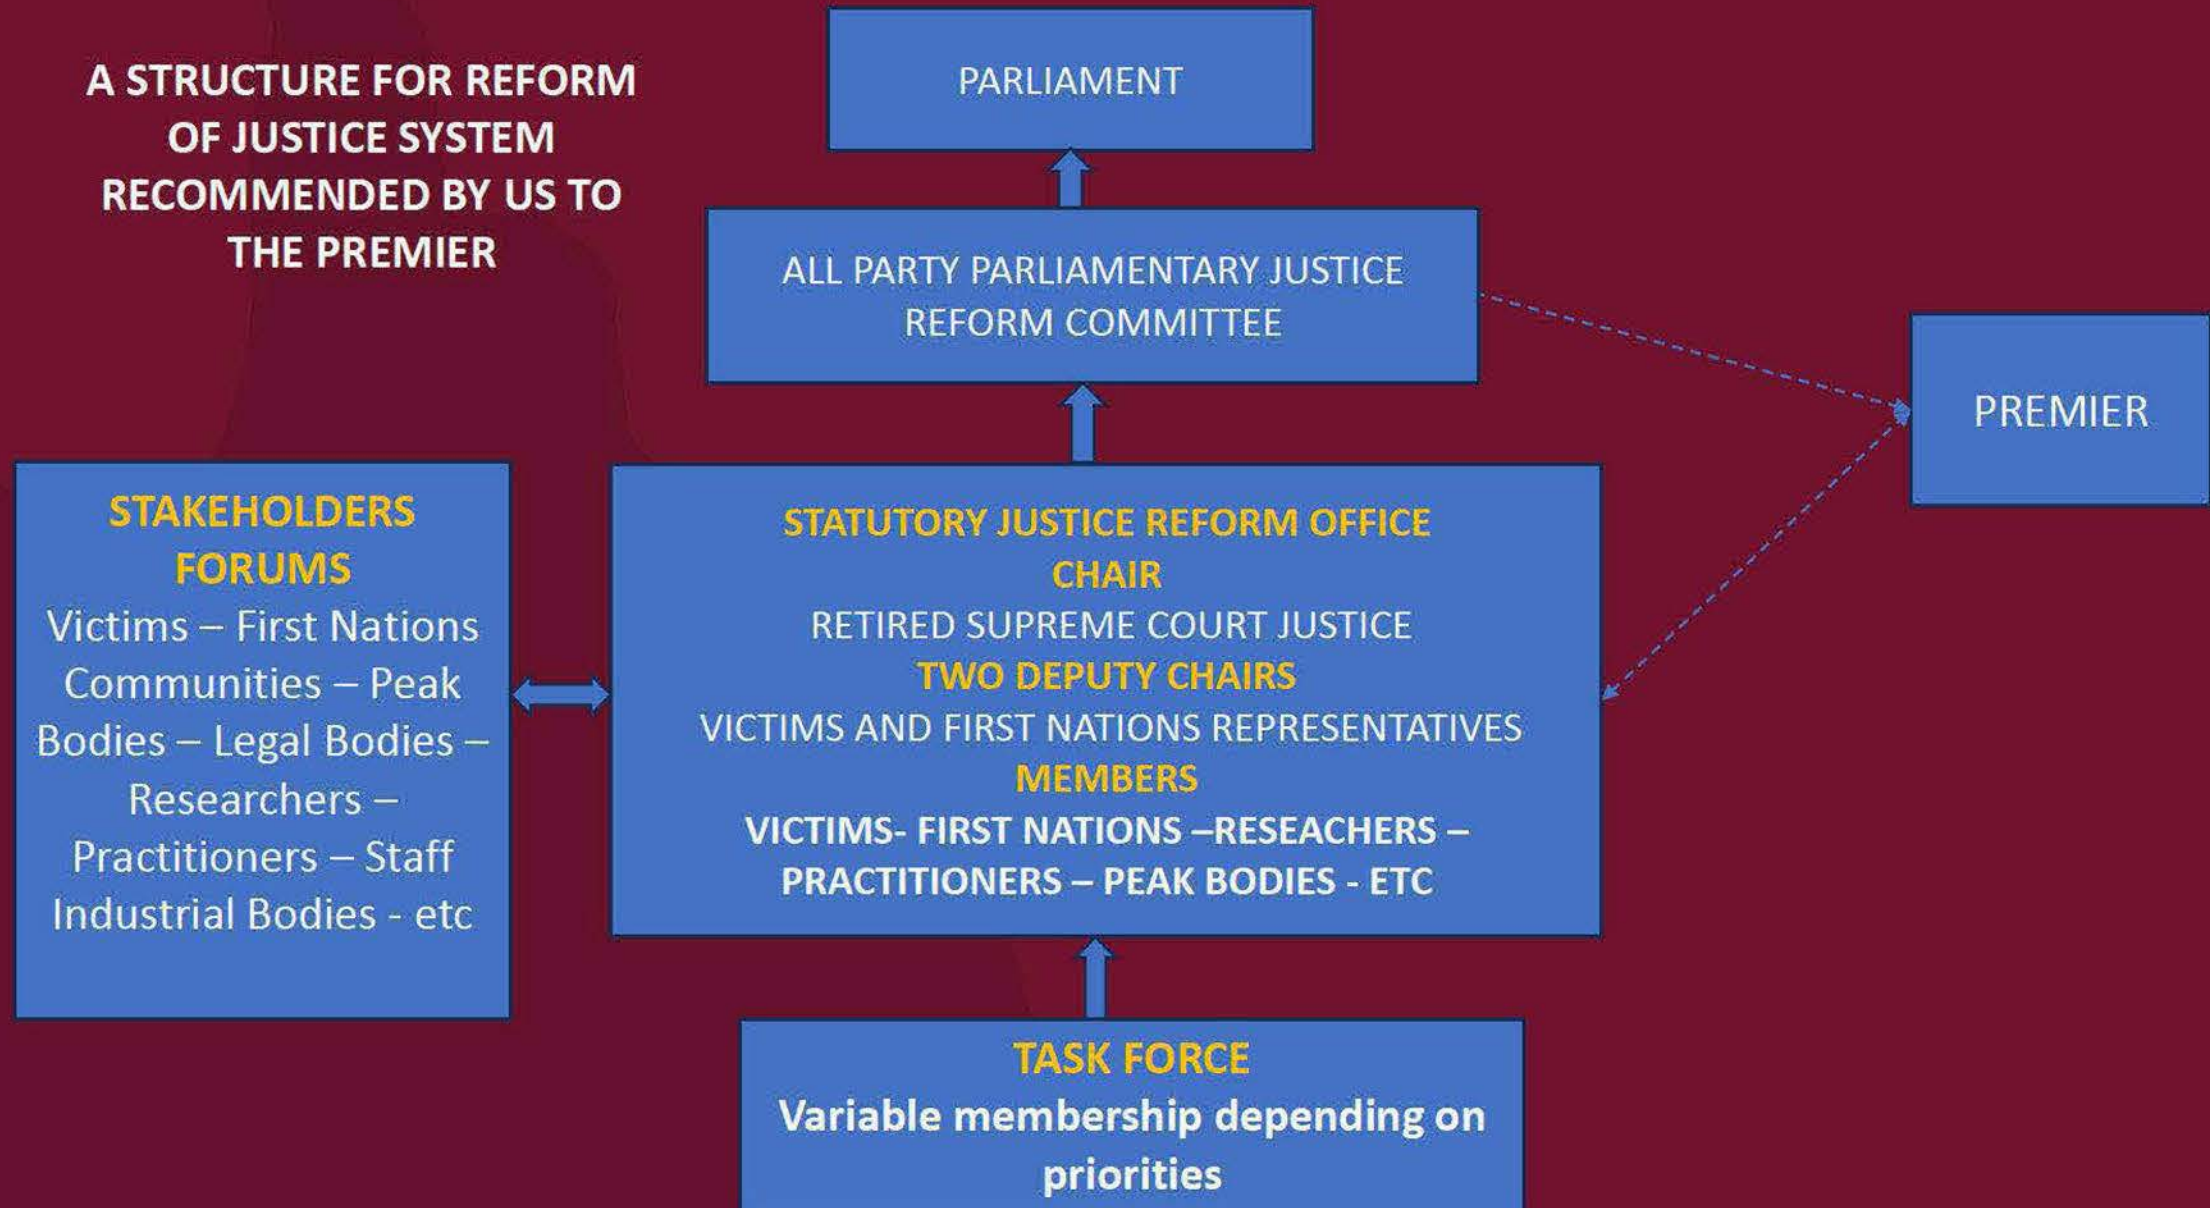 A STRUCTURE FOR REFORM
OF JUSTICE SYSTEM
RECOMMENDED BY US TO
THE PREMIER
PARLIAMENT
ALL PARTY PARLIAMENTARY JUSTICE
REFORM COMMITTEE
PREMIER
STAKEHOLDERS
FORUMS
Victims – First Nations
Communities – Peak
Bodies – Legal Bodies –
Researchers –
Practitioners – Staff
Industrial Bodies - etc
STATUTORY JUSTICE REFORM OFFICE
CHAIR
RETIRED SUPREME COURT JUSTICE
TWO DEPUTY CHAIRS
VICTIMS AND FIRST NATIONS REPRESENTATIVES
MEMBERS
VICTIMS- FIRST NATIONS –RESEACHERS –
PRACTITIONERS – PEAK BODIES - ETC
TASK FORCE
Variable membership depending on
priorities